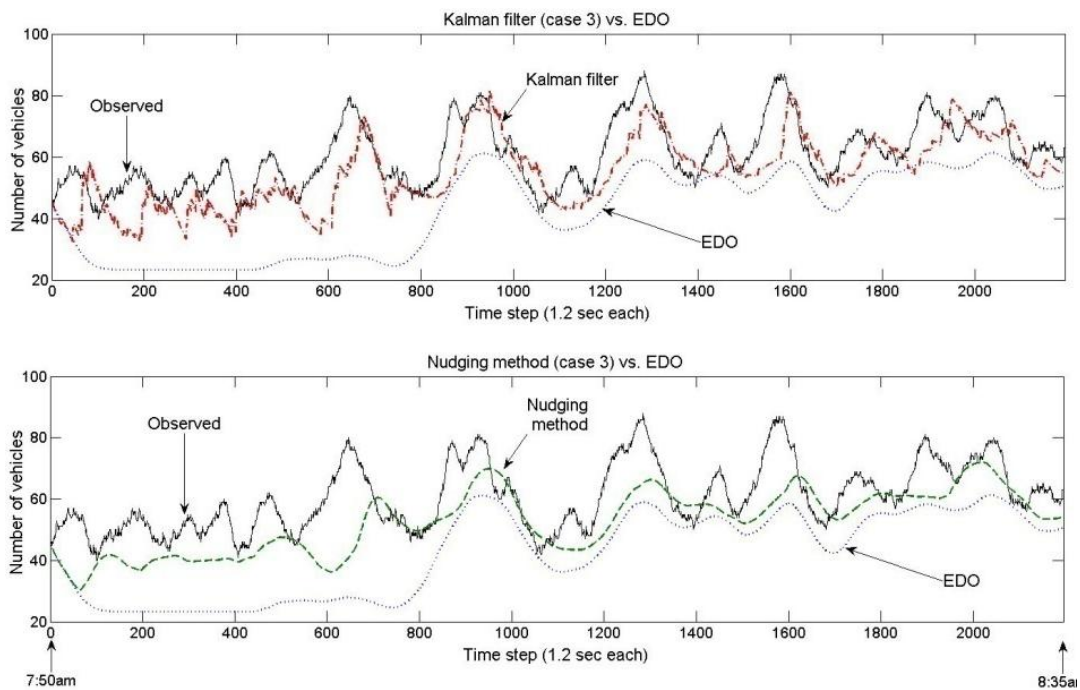 Kalman filter (case 3) vs. EDO
100
80
60
40
20
Number of vehicles
Observed
Kalman filter
EDO
0 200 400 600 800 1000 1200 1400 1600 1800 2000
Time step (1.2 sec each)
Nudging method (case 3) vs. EDO
100
80
60
40
20
Number of vehicles
Observed
Nudging
method
EDO
0 200 400 600 800 1000 1200 1400 1600 1800 2000
Time step (1.2 sec each)
7:50am
8:35am